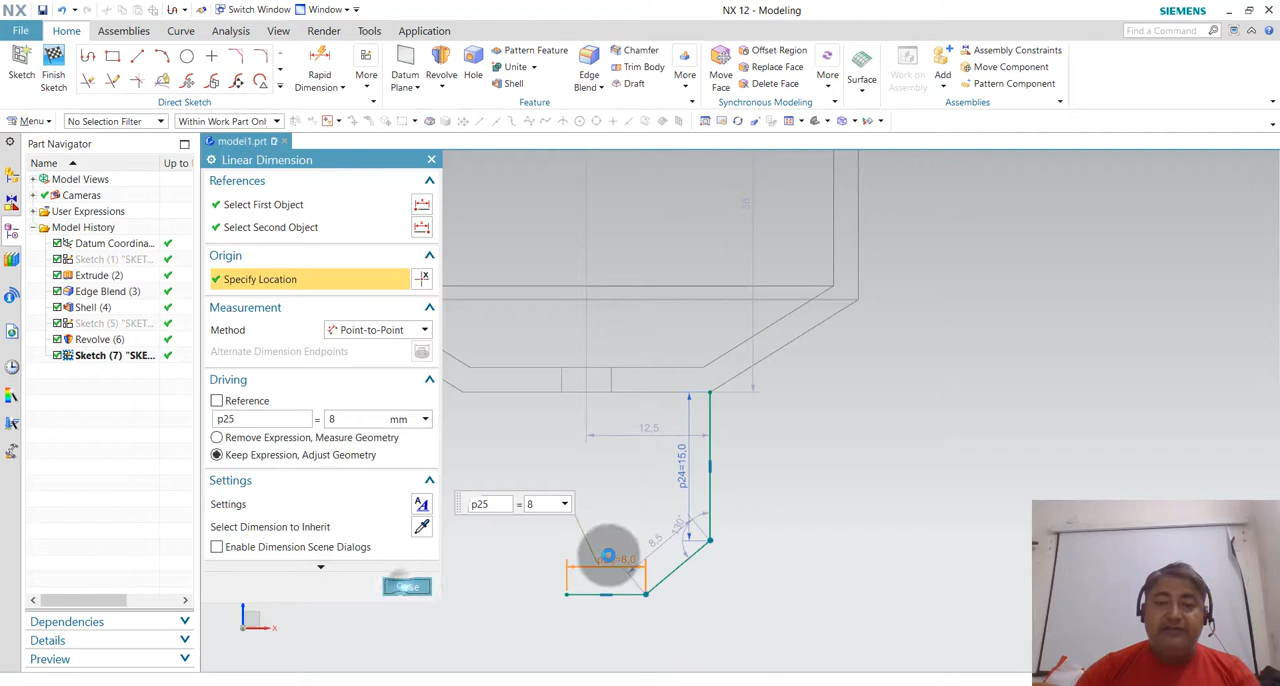 NX
Switch Window
Window
NX 12 - Modeling
SIEMENS
File
Home
Assemblies
Curve
Analysis
View
Render
Tools
Application
Find a Command
Sketch
Finish Sketch
Rapid Dimension
More
Datum Plane
Revolve
Hole
Pattern Feature
Unite
Shell
Edge Blend
Chamfer
Trim Body
Draft
More
Move Face
Offset Region
Replace Face
Delete Face
More
Surface
Work on Assembly
Add
Assembly Constraints
Move Component
Pattern Component
Direct Sketch
Feature
Synchronous Modeling
Assemblies
Menu
No Selection Filter
Within Work Part Only
Part Navigator
Name
Up to
Model Views
Cameras
User Expressions
Model History
Datum Coordina...
Sketch (1) "SKET...
Extrude (2)
Edge Blend (3)
Shell (4)
Sketch (5) "SKET...
Revolve (6)
Sketch (7) "SKE...
Dependencies
Details
Preview
model1.prt
Linear Dimension
References
Select First Object
Select Second Object
Origin
Specify Location
Measurement
Method
Point-to-Point
Alternate Dimension Endpoints
Driving
Reference
p25 = 8 mm
Remove Expression, Measure Geometry
Keep Expression, Adjust Geometry
Settings
Settings
Select Dimension to Inherit
Enable Dimension Scene Dialogs
Close
12,5
p24=15,0
130°
8,5
p25 = 8
X